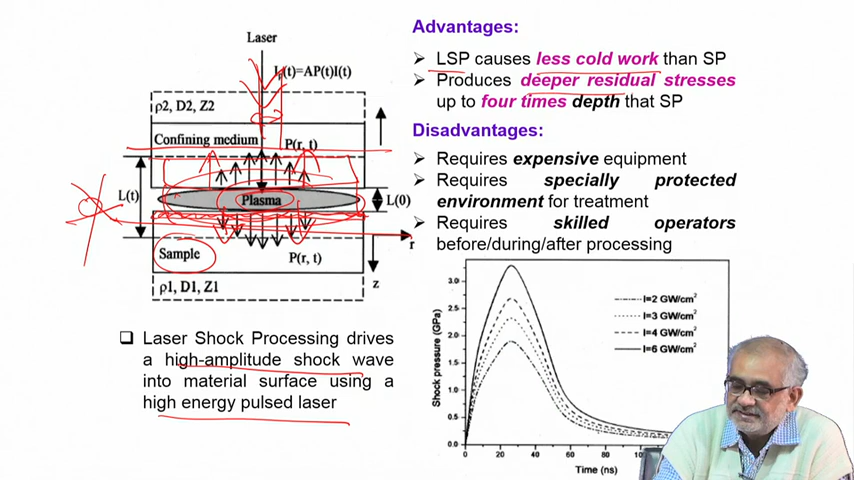 Laser
I₀(t)=AP(t)I(t)
ρ2, D2, Z2
Confining medium
P(r, t)
L(t)
Plasma
L(0)
r
Sample
P(r, t)
z
ρ1, D1, Z1
❑ Laser Shock Processing drives
a high-amplitude shock wave
into material surface using a
high energy pulsed laser
Advantages:
➢ LSP causes less cold work than SP
➢ Produces deeper residual stresses
up to four times depth that SP
Disadvantages:
➢ Requires expensive equipment
➢ Requires specially protected
environment for treatment
➢ Requires skilled operators
before/during/after processing
Shock pressure (GPa)
3.0
2.5
2.0
1.5
1.0
0.5
0.0
I=2 GW/cm²
I=3 GW/cm²
I=4 GW/cm²
I=6 GW/cm²
0 20 40 60 80
Time (ns)